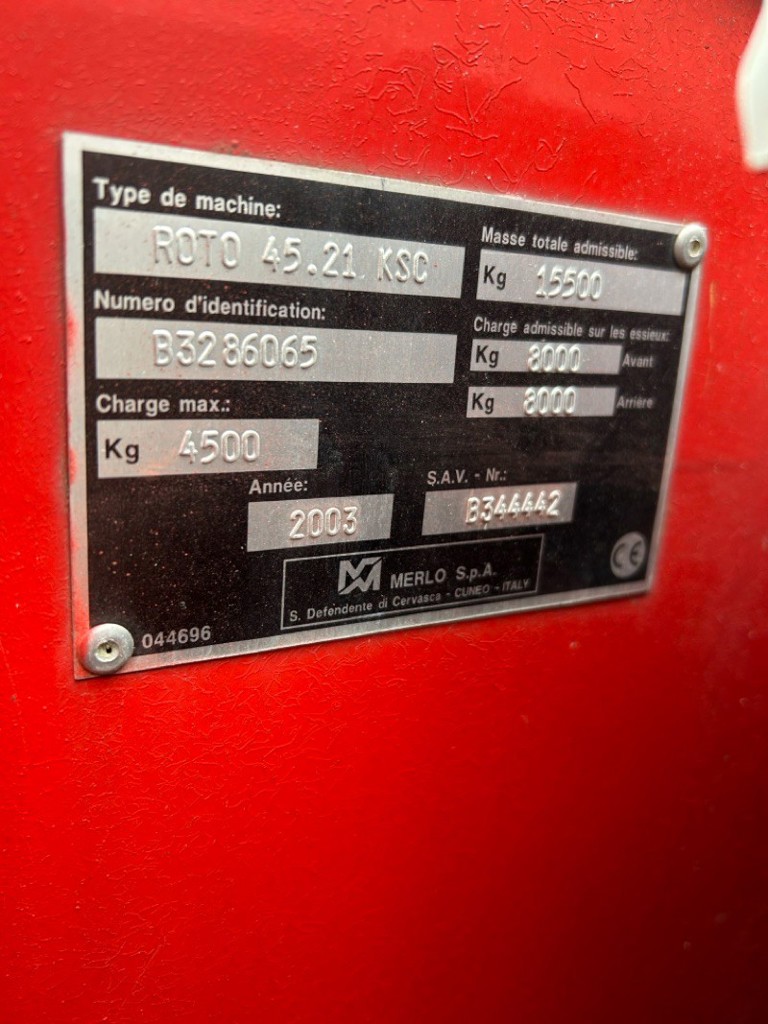 Type de machine:
ROTO 45.21 KSC
Masse totale admissible:
Kg 15500
Numero d'identification:
B3286065
Charge admissible sur les essieux:
Kg 8000 Avant
Kg 8000 Arrière
Charge max.:
Kg 4500
Année:
2003
S.A.V. - Nr.:
B344442
MERLO S.p.A.
S. Defendente di Cervasca - CUNEO - ITALY
CE
044696